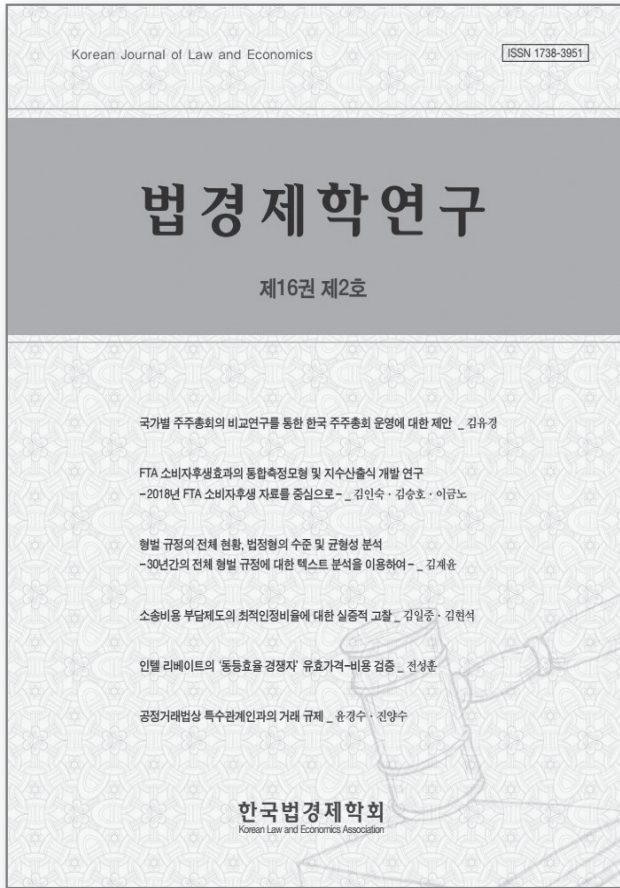 Korean Journal of Law and Economics
ISSN 1738-3951
법경제학연구
제16권 제2호
국가별 주주총회의 비교연구를 통한 한국 주주총회 운영에 대한 제안 _ 김유경
FTA 소비자후생효과의 통합측정모형 및 지수산출식 개발 연구
-2018년 FTA 소비자후생 자료를 중심으로- _ 김인숙·김승호·이금노
형벌 규정의 전체 현황, 법정형의 수준 및 균형성 분석
-30년간의 전체 형벌 규정에 대한 텍스트 분석을 이용하여- _ 김재윤
소송비용 부담제도의 최적인정비율에 대한 실증적 고찰 _ 김일중·김현석
인텔 리베이트의 '동등효율 경쟁자' 유효가격-비용 검증 _ 전성훈
공정거래법상 특수관계인과의 거래 규제 _ 윤경수·진양수
한국법경제학회
Korean Law and Economics Association